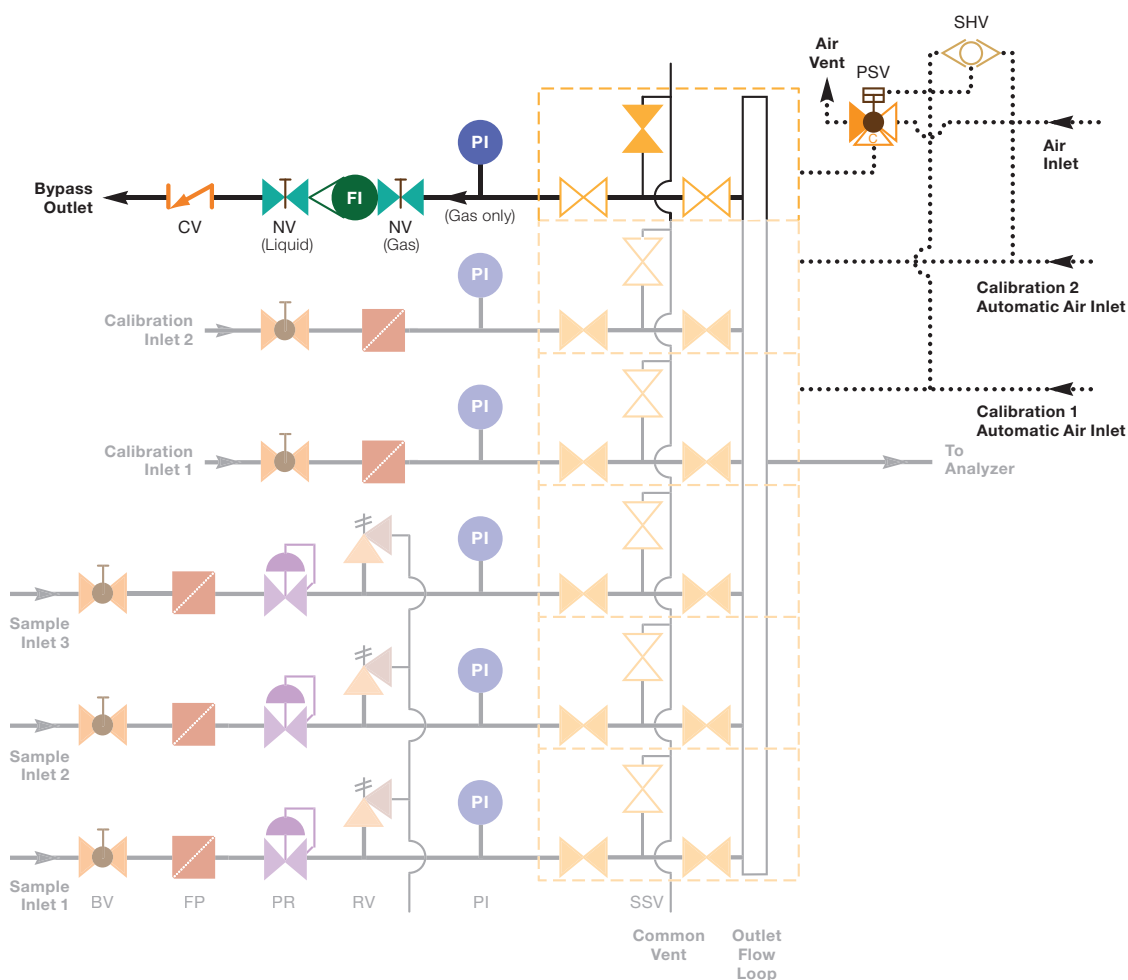 SHV
Air
Vent
PSV
C
Air
Inlet
PI
Bypass
Outlet
FI
CV
NV
(Liquid)
NV
(Gas)
(Gas only)
PI
Calibration
Inlet 2
Calibration 2
Automatic Air Inlet
PI
Calibration 1
Automatic Air Inlet
Calibration
Inlet 1
To
Analyzer
PI
Sample
Inlet 3
PI
Sample
Inlet 2
PI
Sample
Inlet 1
BV
FP
PR
RV
PI
SSV
Common
Vent
Outlet
Flow
Loop